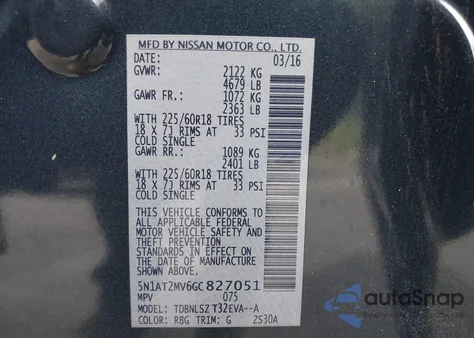 MFD BY NISSAN MOTOR CO., LTD.
DATE: 03/16
GVWR: 2122 KG
4679 LB
GAWR FR.: 1072 KG
2363 LB
WITH 225/60R18 TIRES
18 X 7J RIMS AT 33 PSI
COLD SINGLE
GAWR RR.: 1089 KG
2401 LB
WITH 225/60R18 TIRES
18 X 7J RIMS AT 33 PSI
COLD SINGLE
THIS VEHICLE CONFORMS TO
ALL APPLICABLE FEDERAL
MOTOR VEHICLE SAFETY AND
THEFT PREVENTION
STANDARDS IN EFFECT ON
THE DATE OF MANUFACTURE
SHOWN ABOVE.
5N1AT2MV6GC827051
MPV 075
MODEL: TDBNLSZ T32EVA--A
COLOR: RBG TRIM: G ZS30A
autoSnap